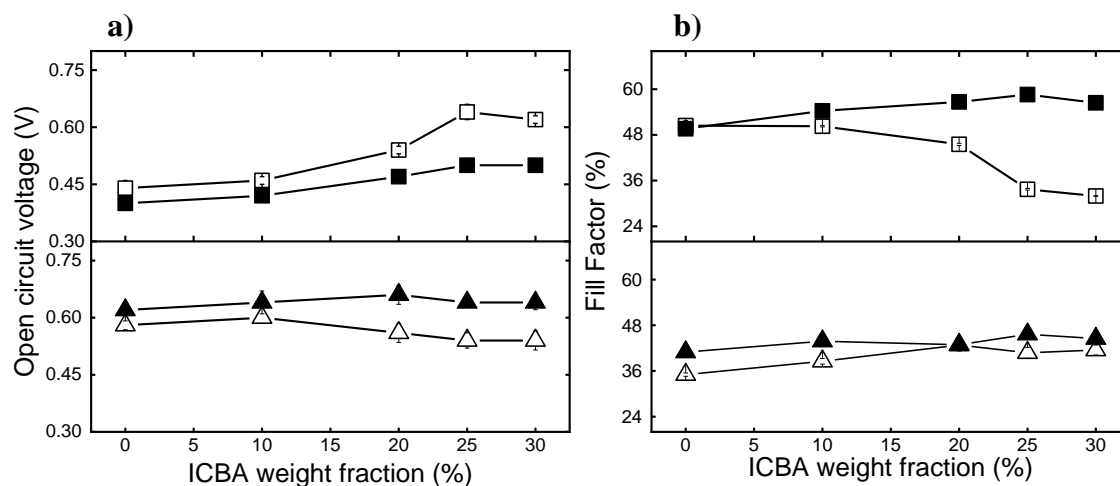 a)
Open circuit voltage (V)
0.75
0.60
0.45
0.30
0.75
0.60
0.45
0.30
0 5 10 15 20 25 30
ICBA weight fraction (%)
b)
Fill Factor (%)
60
48
36
24
60
48
36
24
0 5 10 15 20 25 30
ICBA weight fraction (%)